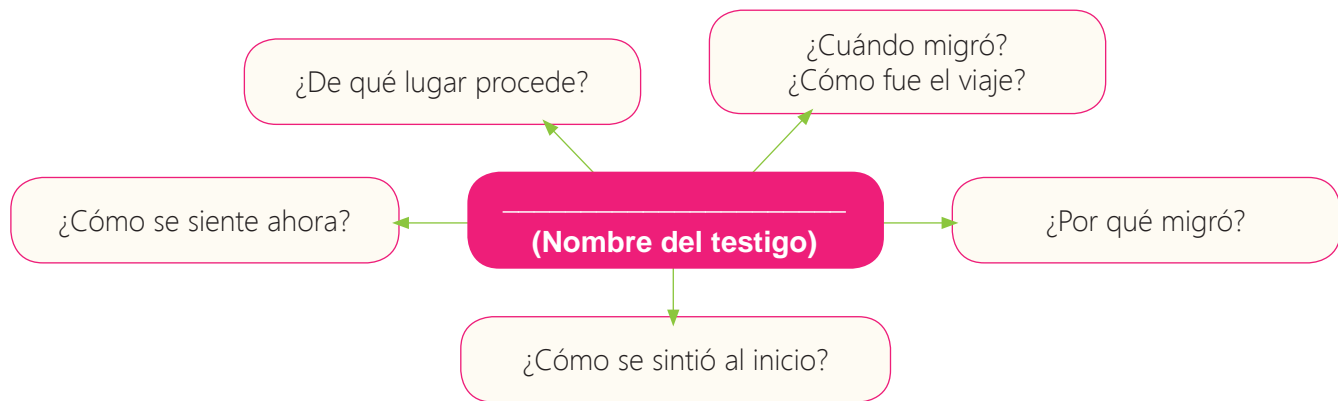 ¿Cuándo migró?
¿Cómo fue el viaje?
¿De qué lugar procede?
¿Cómo se siente ahora?
(Nombre del testigo)
¿Por qué migró?
¿Cómo se sintió al inicio?